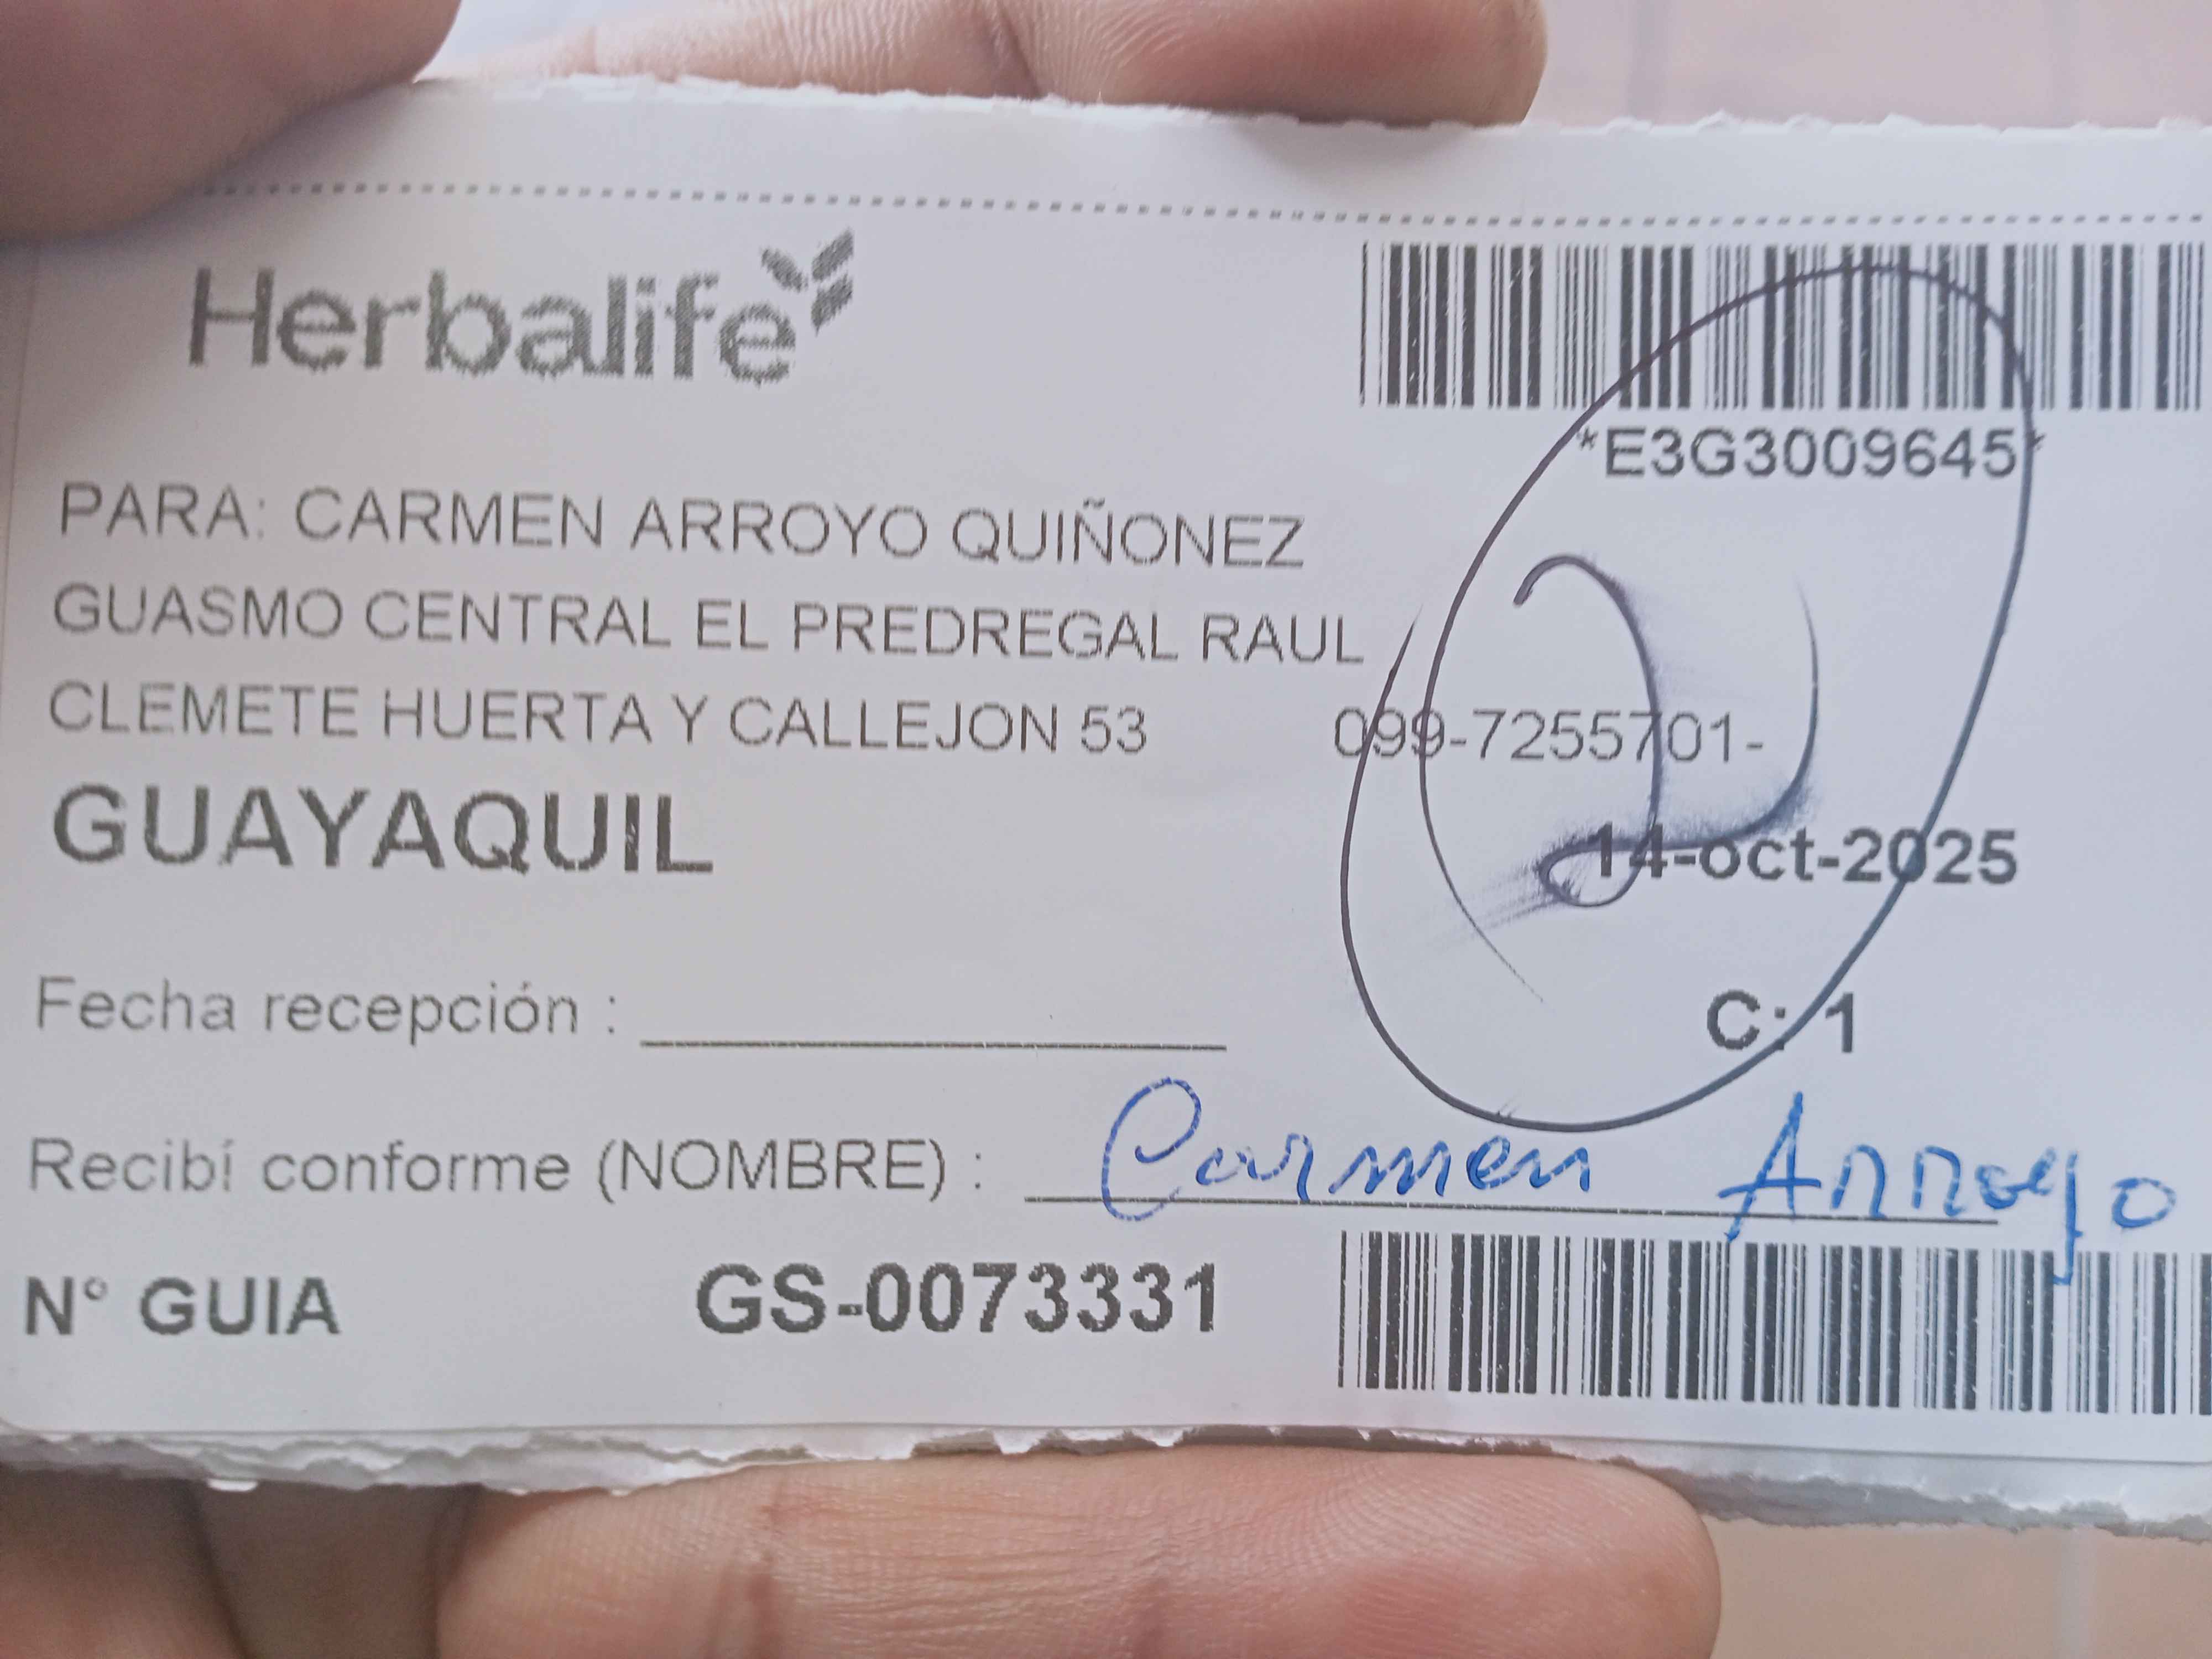 Herbalife
*E3G3009645*
PARA: CARMEN ARROYO QUIÑONEZ
GUASMO CENTRAL EL PREDREGAL RAUL
CLEMETE HUERTA Y CALLEJON 53 099-7255701-
GUAYAQUIL 14-oct-2025
Fecha recepción : C: 1
Recibí conforme (NOMBRE) : Carmen Arroyo
N° GUIA GS-0073331